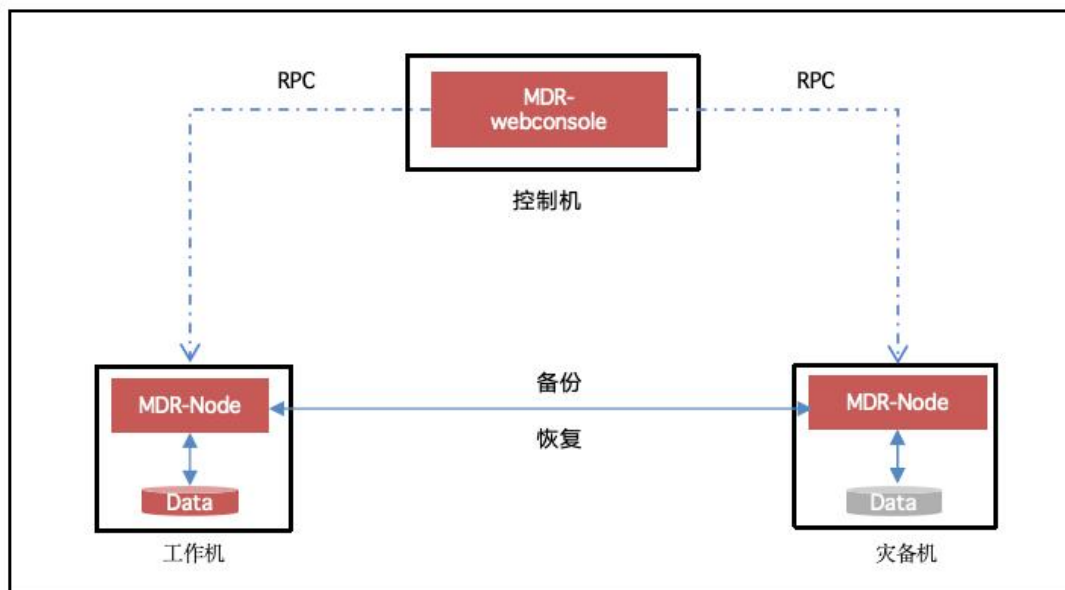 RPC
MDR-
webconsole
RPC
控制机
MDR-Node
备份
MDR-Node
恢复
Data
Data
工作机
灾备机